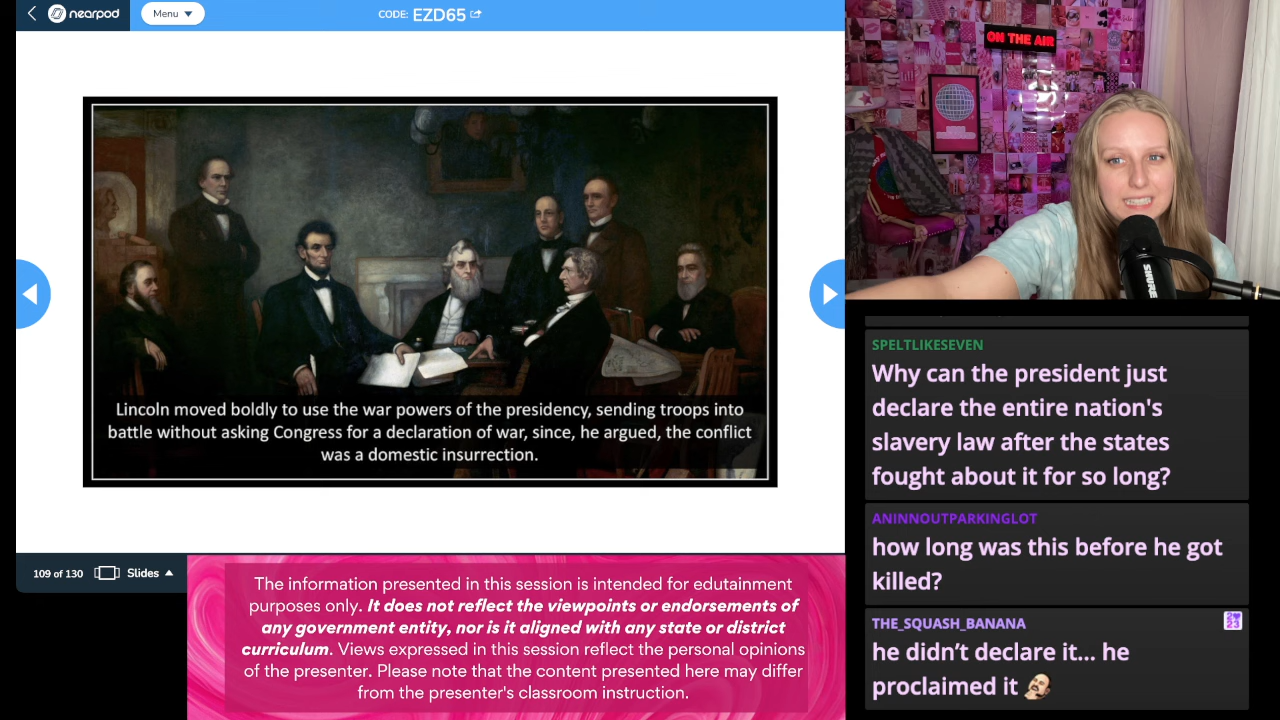 nearpod
Menu
CODE: EZD65
ON THE AIR
Lincoln moved boldly to use the war powers of the presidency, sending troops into
battle without asking Congress for a declaration of war, since, he argued, the conflict
was a domestic insurrection.
109 of 130
Slides
The information presented in this session is intended for edutainment
purposes only. It does not reflect the viewpoints or endorsements of
any government entity, nor is it aligned with any state or district
curriculum. Views expressed in this session reflect the personal opinions
of the presenter. Please note that the content presented here may differ
from the presenter's classroom instruction.
SHURE
SPELTLIKESEVEN
Why can the president just
declare the entire nation's
slavery law after the states
fought about it for so long?
ANINNOUTPARKINGLOT
how long was this before he got
killed?
THE_SQUASH_BANANA
he didn’t declare it... he
proclaimed it